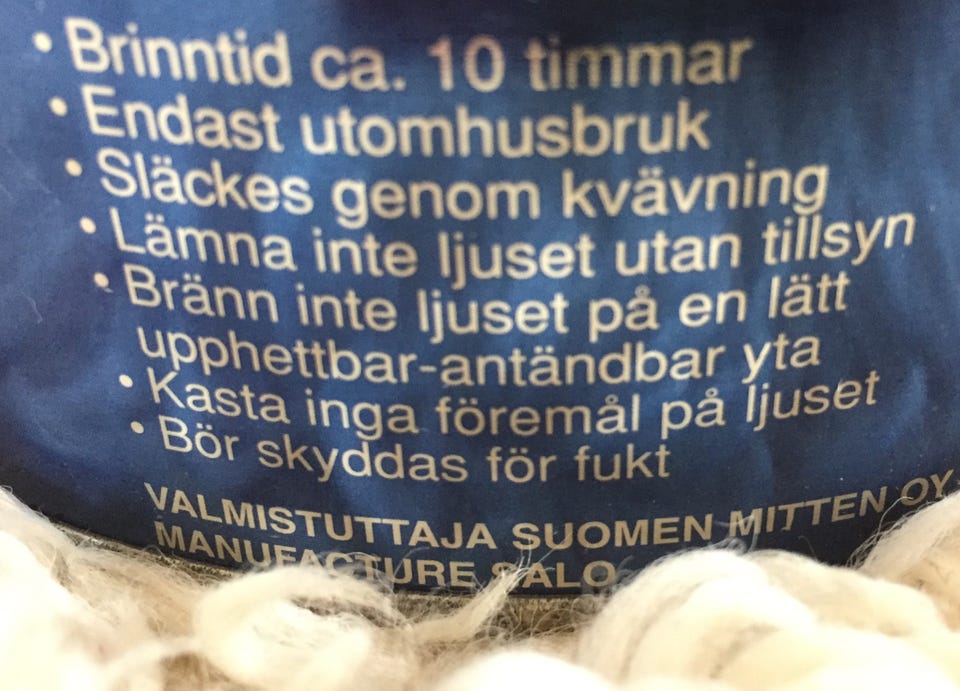 • Brinntid ca. 10 timmar
• Endast utomhusbruk
• Släckes genom kvävning
• Lämna inte ljuset utan tillsyn
• Bränn inte ljuset på en lätt
upphettbar-antändbar yta
• Kasta inga föremål på ljuset
• Bör skyddas för fukt
VALMISTUTTAJA SUOMEN MITTEN OY
MANUFACTURE SALO